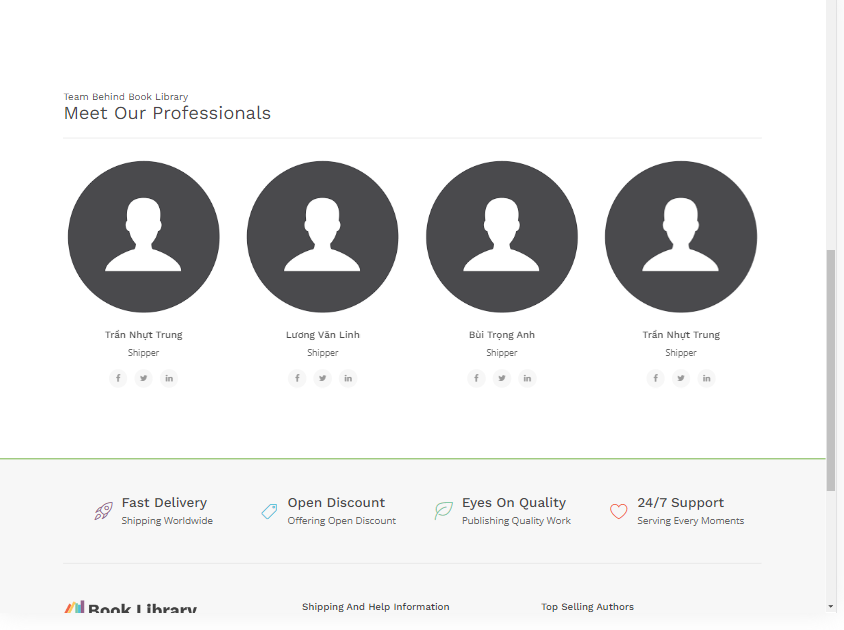 Team Behind Book Library
Meet Our Professionals
Trần Nhựt Trung
Shipper
Lương Văn Linh
Shipper
Bùi Trọng Anh
Shipper
Trần Nhựt Trung
Shipper
Fast Delivery
Shipping Worldwide
Open Discount
Offering Open Discount
Eyes On Quality
Publishing Quality Work
24/7 Support
Serving Every Moments
Book Library
Shipping And Help Information
Top Selling Authors